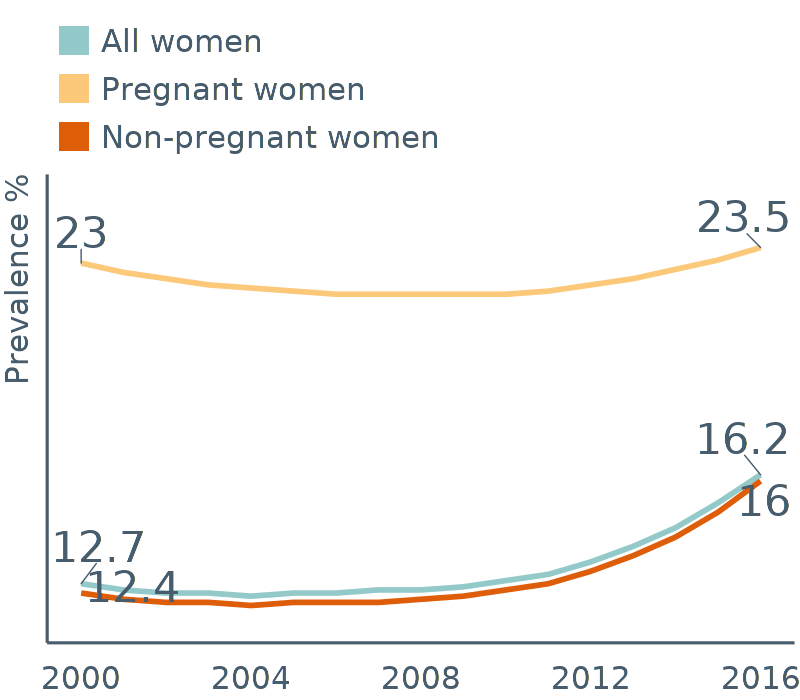 All women
Pregnant women
Non-pregnant women
Prevalence %
23
23.5
16.2
16
12.7
12.4
2000 2004 2008 2012 2016